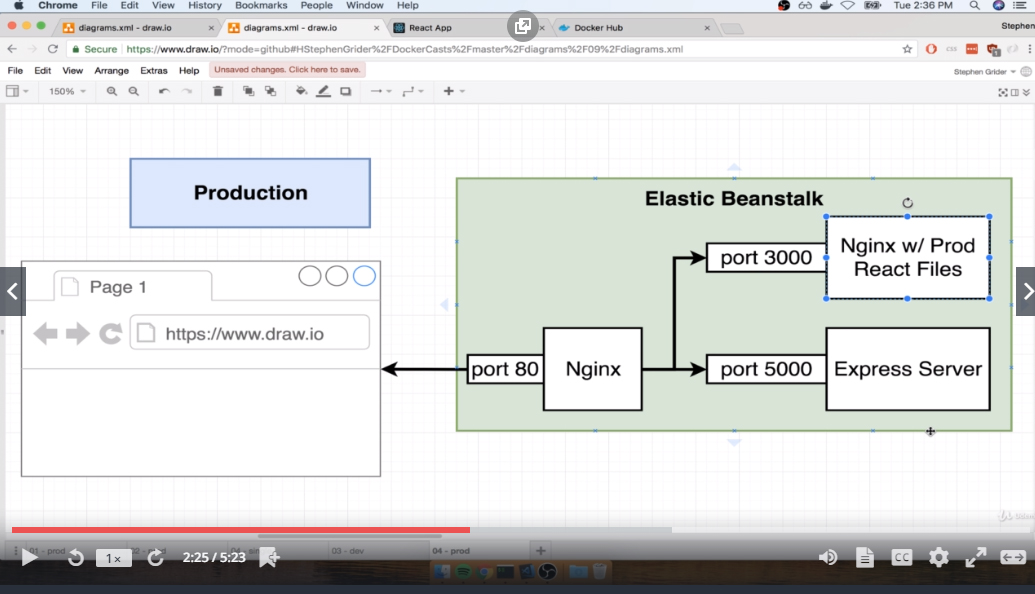 Chrome File Edit View History Bookmarks People Window Help
Tue 2:36 PM
diagrams.xml - draw.io
diagrams.xml - draw.io
React App
Docker Hub
Stephen
Secure https://www.draw.io/?mode=github#HStephenGrider%2FDockerCasts%2Fmaster%2Fdiagrams%2F09%2Fdiagrams.xml
File Edit View Arrange Extras Help Unsaved changes. Click here to save.
Stephen Grider
150%
Production
Elastic Beanstalk
Nginx w/ Prod
React Files
port 3000
Page 1
https://www.draw.io
port 80
Nginx
port 5000
Express Server
01 - prod
03 - dev
04 - prod
1x
2:25 / 5:23
CC